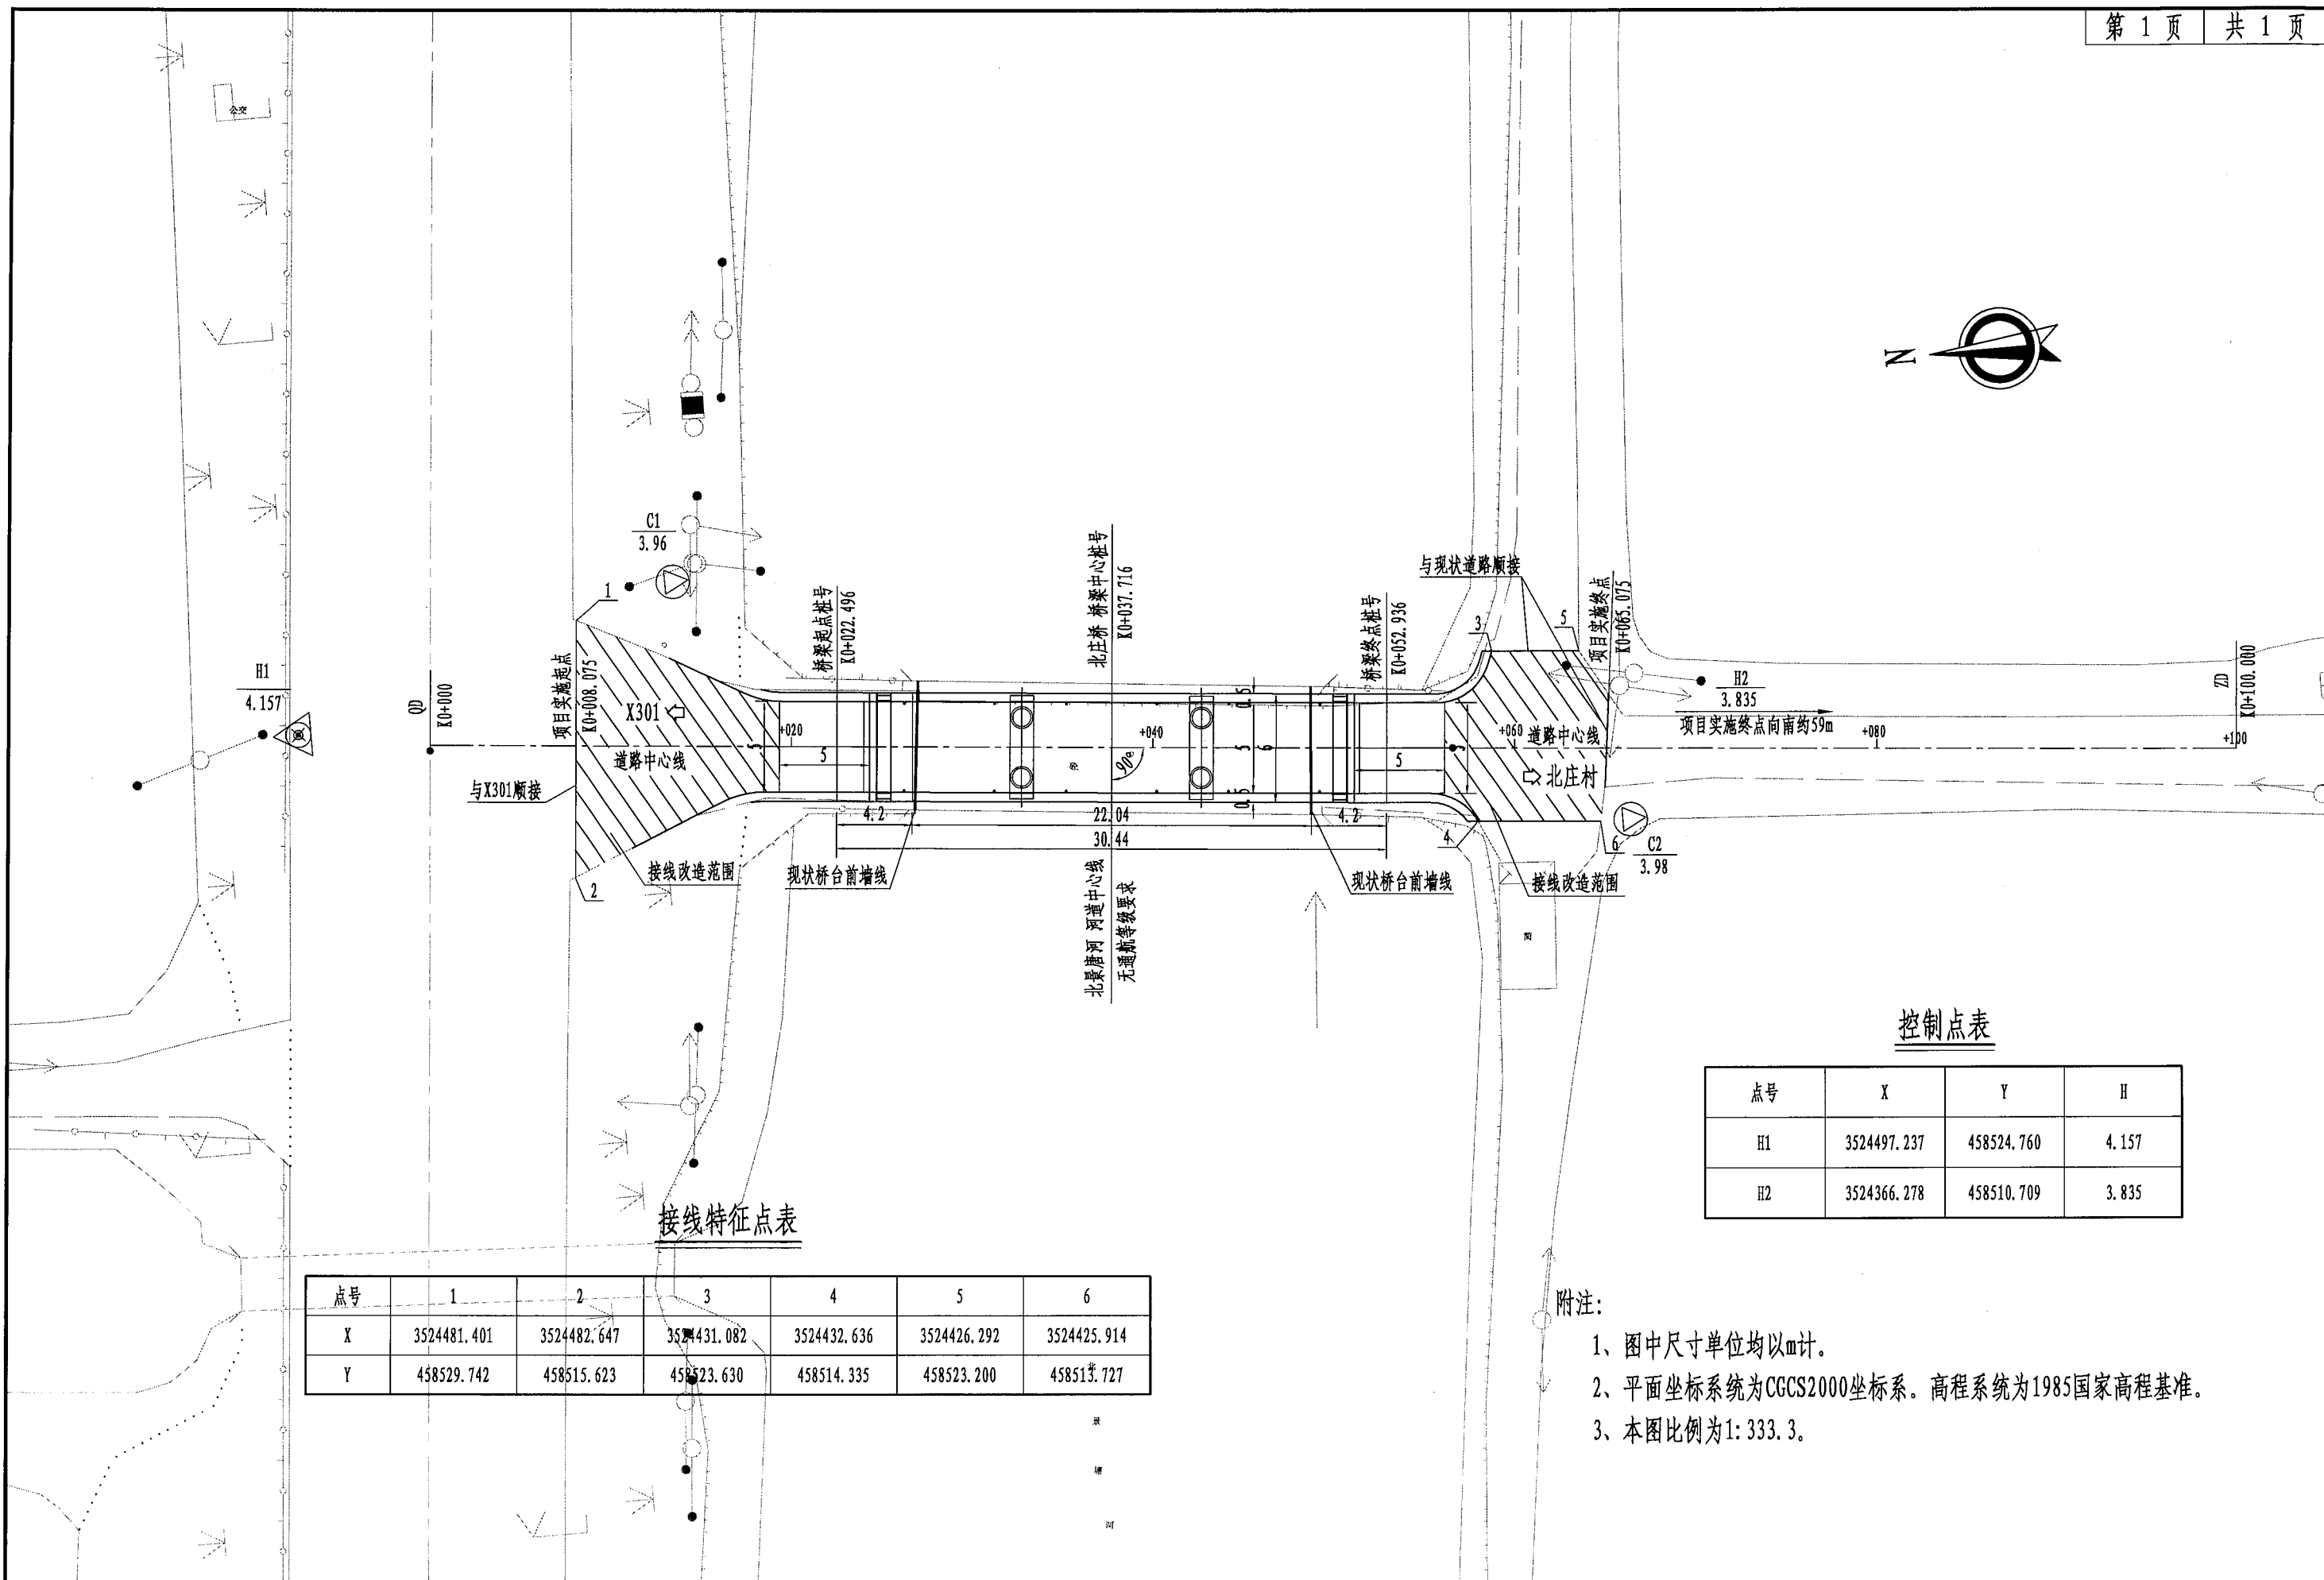 第 1 页 共 1 页
公交
N
C1
3.96
1
H1
4.157
QD
K0+000
项目实施起点
K0+008.075
X301
道路中心线
与X301顺接
接线改造范围
2
桥梁起点桩号
K0+022.496
+020
5
5
4.2
现状桥台前墙线
北庄桥 桥梁中心桩号
K0+037.716
+040
90°
22.04
30.44
北景唐河 河道中心线
无通航等级要求
0.5
5
6
0.5
桥梁终点桩号
K0+052.936
5
4.2
现状桥台前墙线
与现状道路顺接
3
5
项目实施终点
K0+065.075
+060
道路中心线
北庄村
4
6
接线改造范围
C2
3.98
H2
3.835
项目实施终点向南约59m
+080
ZD
K0+100.000
+100
控制点表
点号 X Y H
H1 3524497.237 458524.760 4.157
H2 3524366.278 458510.709 3.835
接线特征点表
点号 1 2 3 4 5 6
X 3524481.401 3524482.647 3524431.082 3524432.636 3524426.292 3524425.914
Y 458529.742 458515.623 458523.630 458514.335 458523.200 458513.727
景
塘
河
附注:
1、图中尺寸单位均以m计。
2、平面坐标系统为CGCS2000坐标系。高程系统为1985国家高程基准。
3、本图比例为1:333.3。